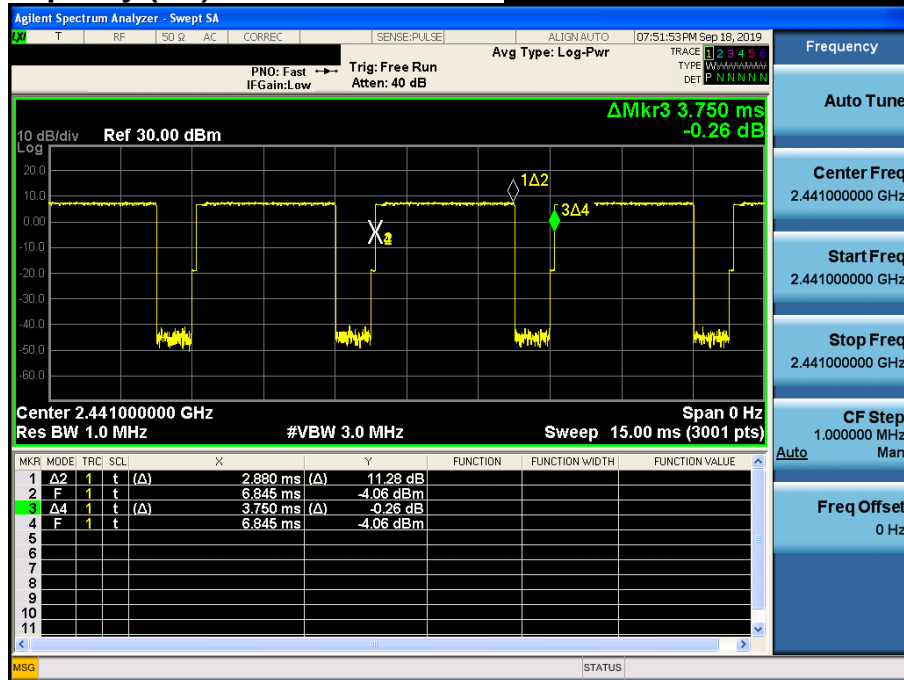 Agilent Spectrum Analyzer - Swept SA
LXI T RF 50 Ω AC CORREC SENSE:PULSE ALIGN AUTO 07:51:53 PM Sep 18, 2019
Frequency
Avg Type: Log-Pwr
TRACE 1 2 3 4 5 6
PNO: Fast
Trig: Free Run
TYPE
IFGain:Low
Atten: 40 dB
DET P N N N N N
Auto Tune
ΔMkr3 3.750 ms
-0.26 dB
10 dB/div Ref 30.00 dBm
Log
20.0
10.0
0.00
-10.0
-20.0
-30.0
-40.0
-50.0
-60.0
1Δ2
3Δ4
X
Center Freq
2.441000000 GHz
Start Freq
2.441000000 GHz
Stop Freq
2.441000000 GHz
Center 2.441000000 GHz Span 0 Hz
Res BW 1.0 MHz #VBW 3.0 MHz Sweep 15.00 ms (3001 pts)
CF Step
1.000000 MHz
Auto Man
Freq Offset
0 Hz
MKR MODE TRC SCL X Y FUNCTION FUNCTION WIDTH FUNCTION VALUE
1 Δ2 1 t (Δ) 2.880 ms (Δ) 11.28 dB
2 F 1 t 6.845 ms -4.06 dBm
3 Δ4 1 t (Δ) 3.750 ms (Δ) -0.26 dB
4 F 1 t 6.845 ms -4.06 dBm
5
6
7
8
9
10
11
MSG STATUS